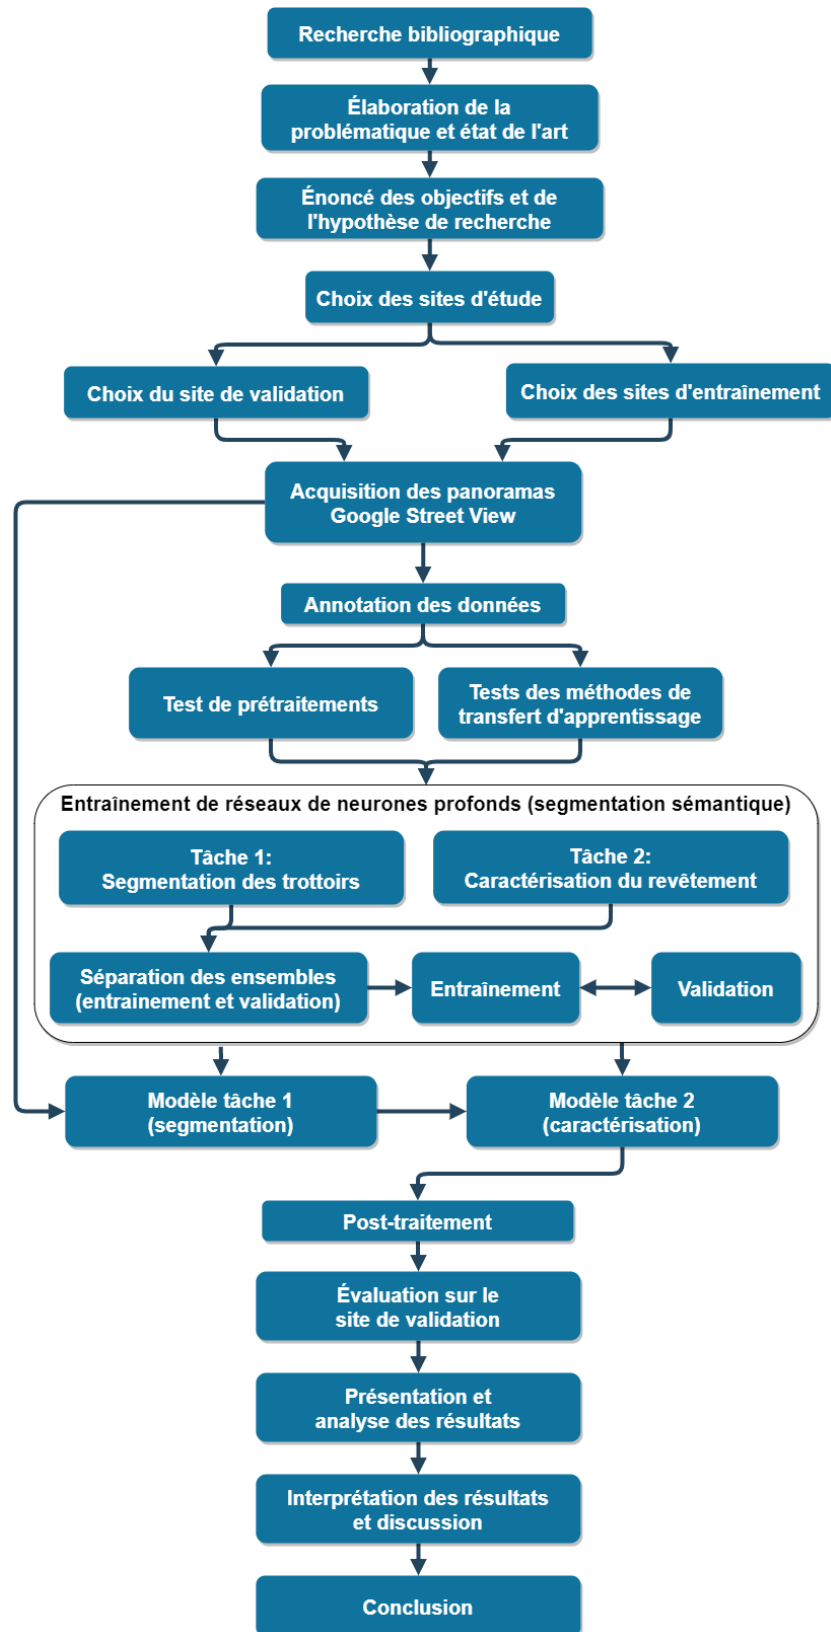 Recherche bibliographique
Élaboration de la
problématique et état de l'art
Énoncé des objectifs et de
l'hypothèse de recherche
Choix des sites d'étude
Choix du site de validation
Choix des sites d'entraînement
Acquisition des panoramas
Google Street View
Annotation des données
Test de prétraitements
Tests des méthodes de
transfert d'apprentissage
Entraînement de réseaux de neurones profonds (segmentation sémantique)
Tâche 1:
Segmentation des trottoirs
Tâche 2:
Caractérisation du revêtement
Séparation des ensembles
(entrainement et validation)
Entraînement
Validation
Modèle tâche 1
(segmentation)
Modèle tâche 2
(caractérisation)
Post-traitement
Évaluation sur le
site de validation
Présentation et
analyse des résultats
Interprétation des résultats
et discussion
Conclusion